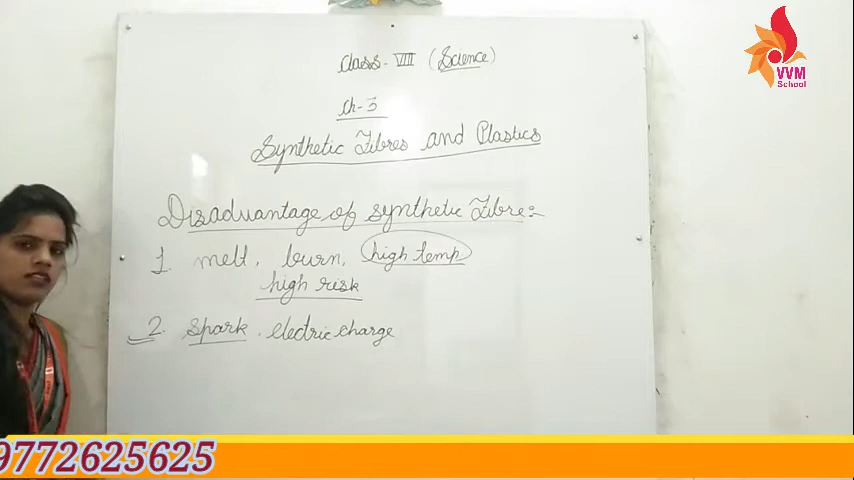 Class - VIII (Science)
Ch-3
Synthetic Fibres and Plastics
Disadvantage of synthetic Fibre:-
1. melt, burn, high temp
high risk
2. Spark. electric charge
VVM
School
9772625625